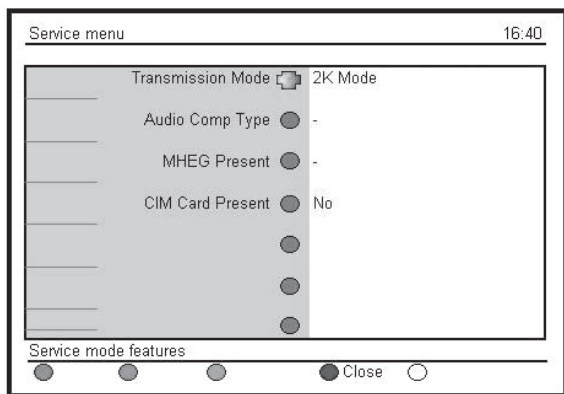 Service menu 16:40
Transmission Mode 2K Mode
Audio Comp Type -
MHEG Present -
CIM Card Present No
Service mode features
Close